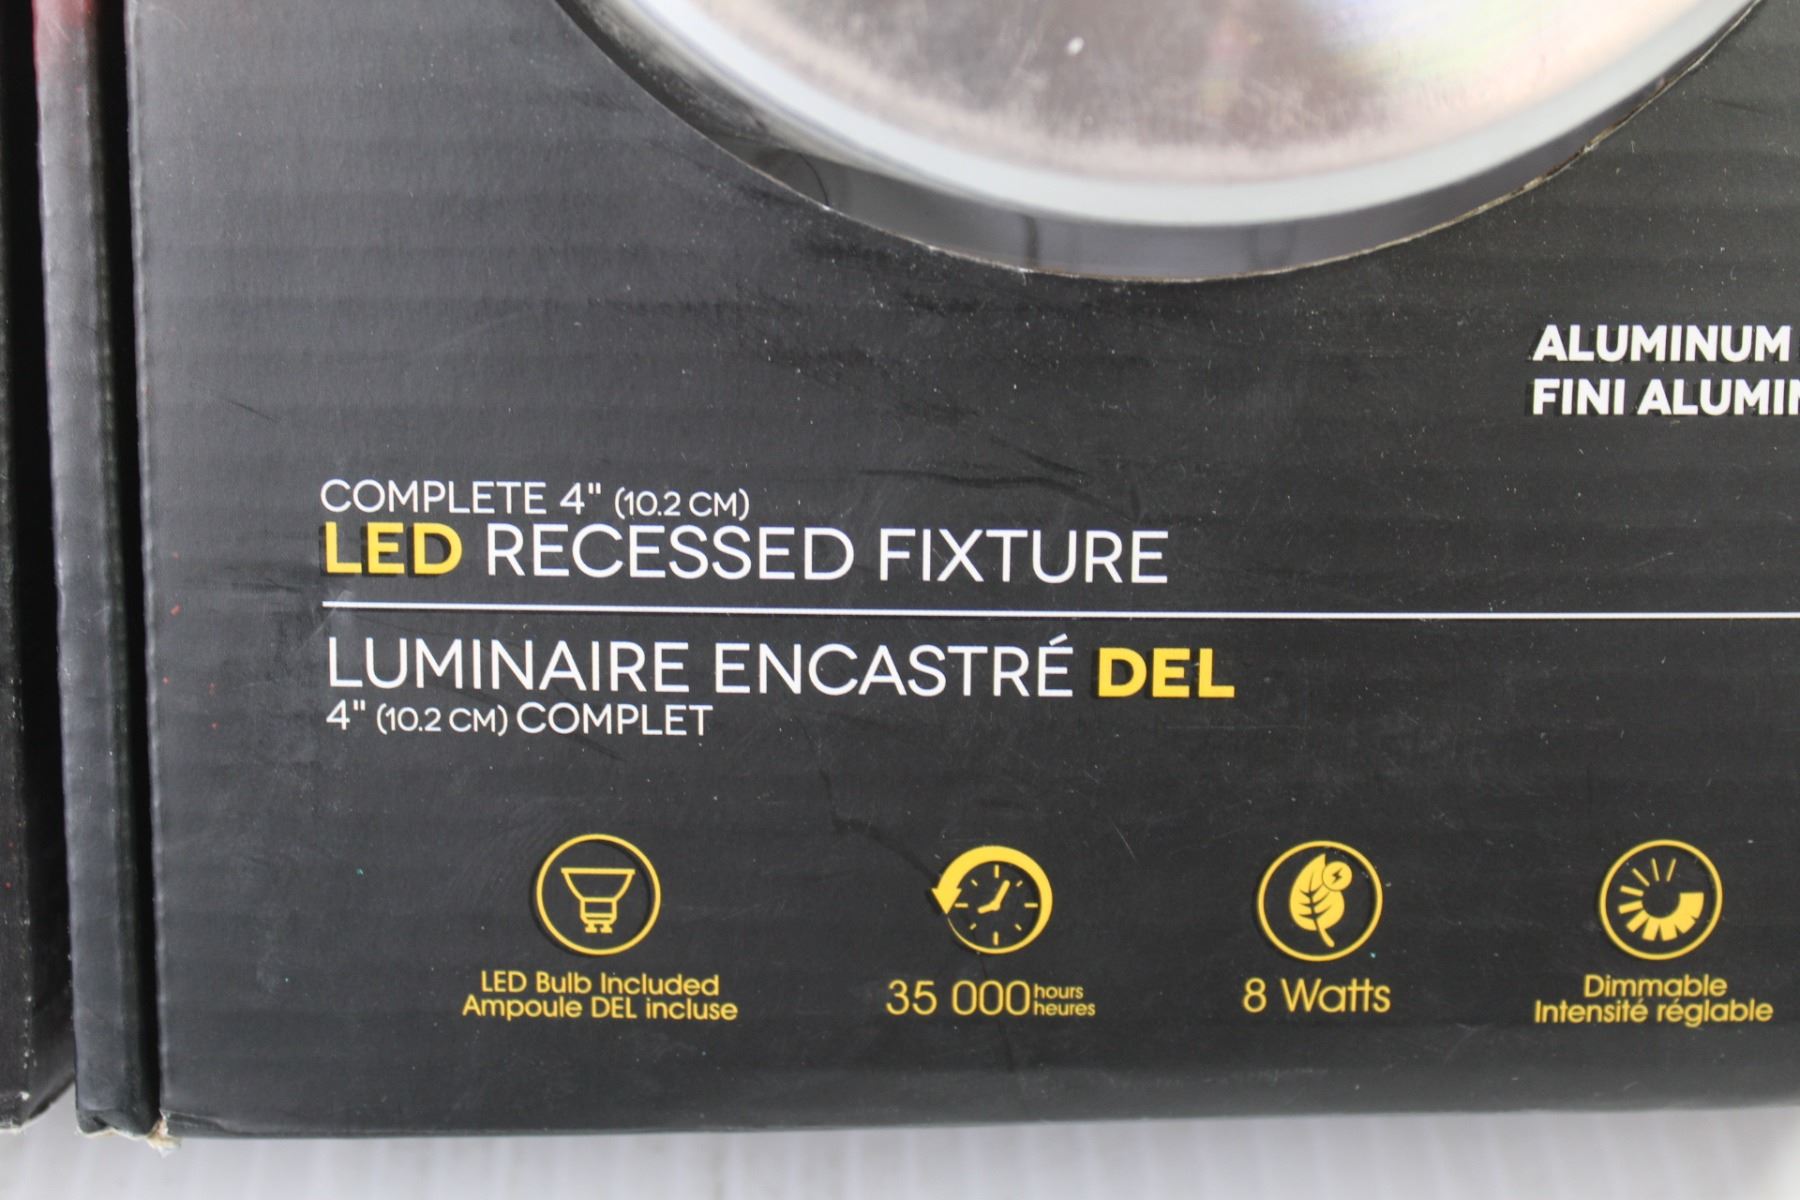 ALUMINUM
FINI
COMPLETE 4" (10.2 CM)
LED RECESSED FIXTURE
LUMINAIRE ENCASTRÉ DEL
4" (10.2 CM) COMPLET
LED Bulb Included
Ampoule DEL incluse
35 000 hours
heures
8 Watts
Dimmable
Intensité réglable